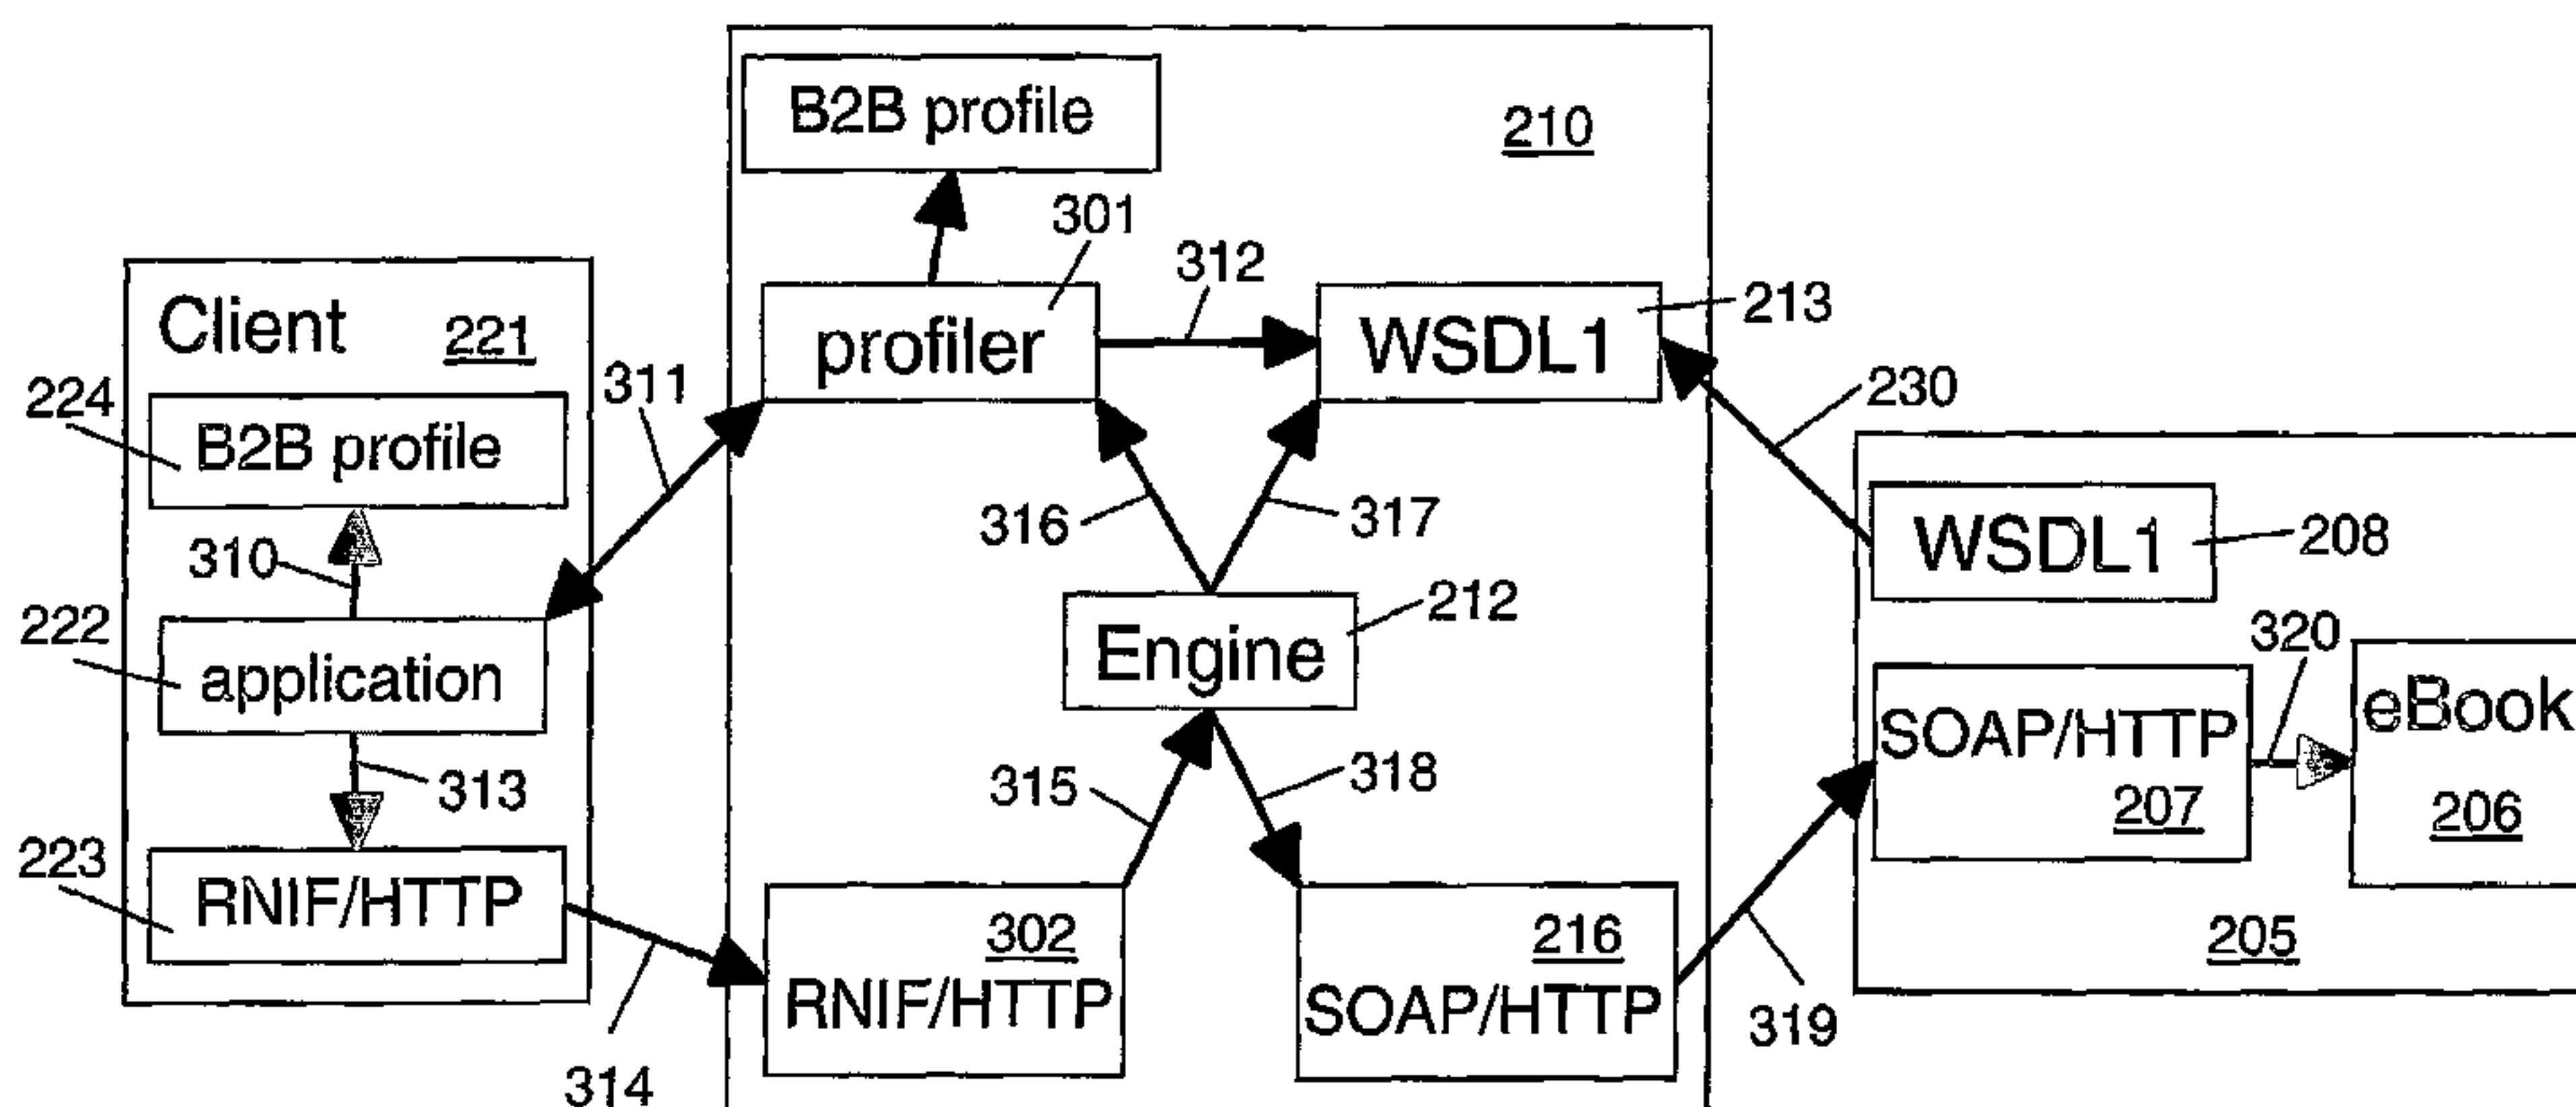 B2B profile
210
301
312
profiler
WSDL1
213
Client
221
311
230
224
B2B profile
316
317
WSDL1
208
310
Engine
212
222
application
320
eBook
206
SOAP/HTTP
207
313
315
318
223
RNIF/HTTP
302
RNIF/HTTP
216
SOAP/HTTP
205
319
314